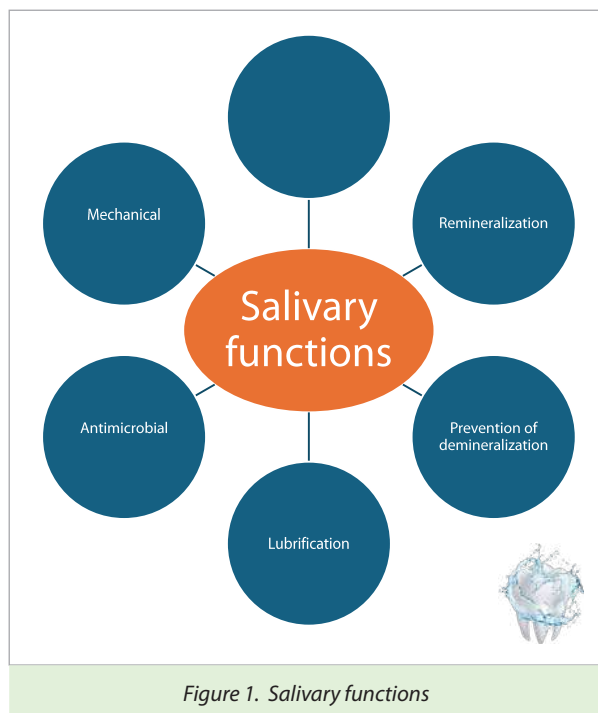 Mechanical
Remineralization
Salivary
functions
Antimicrobial
Prevention of
demineralization
Lubrification
Figure 1. Salivary functions